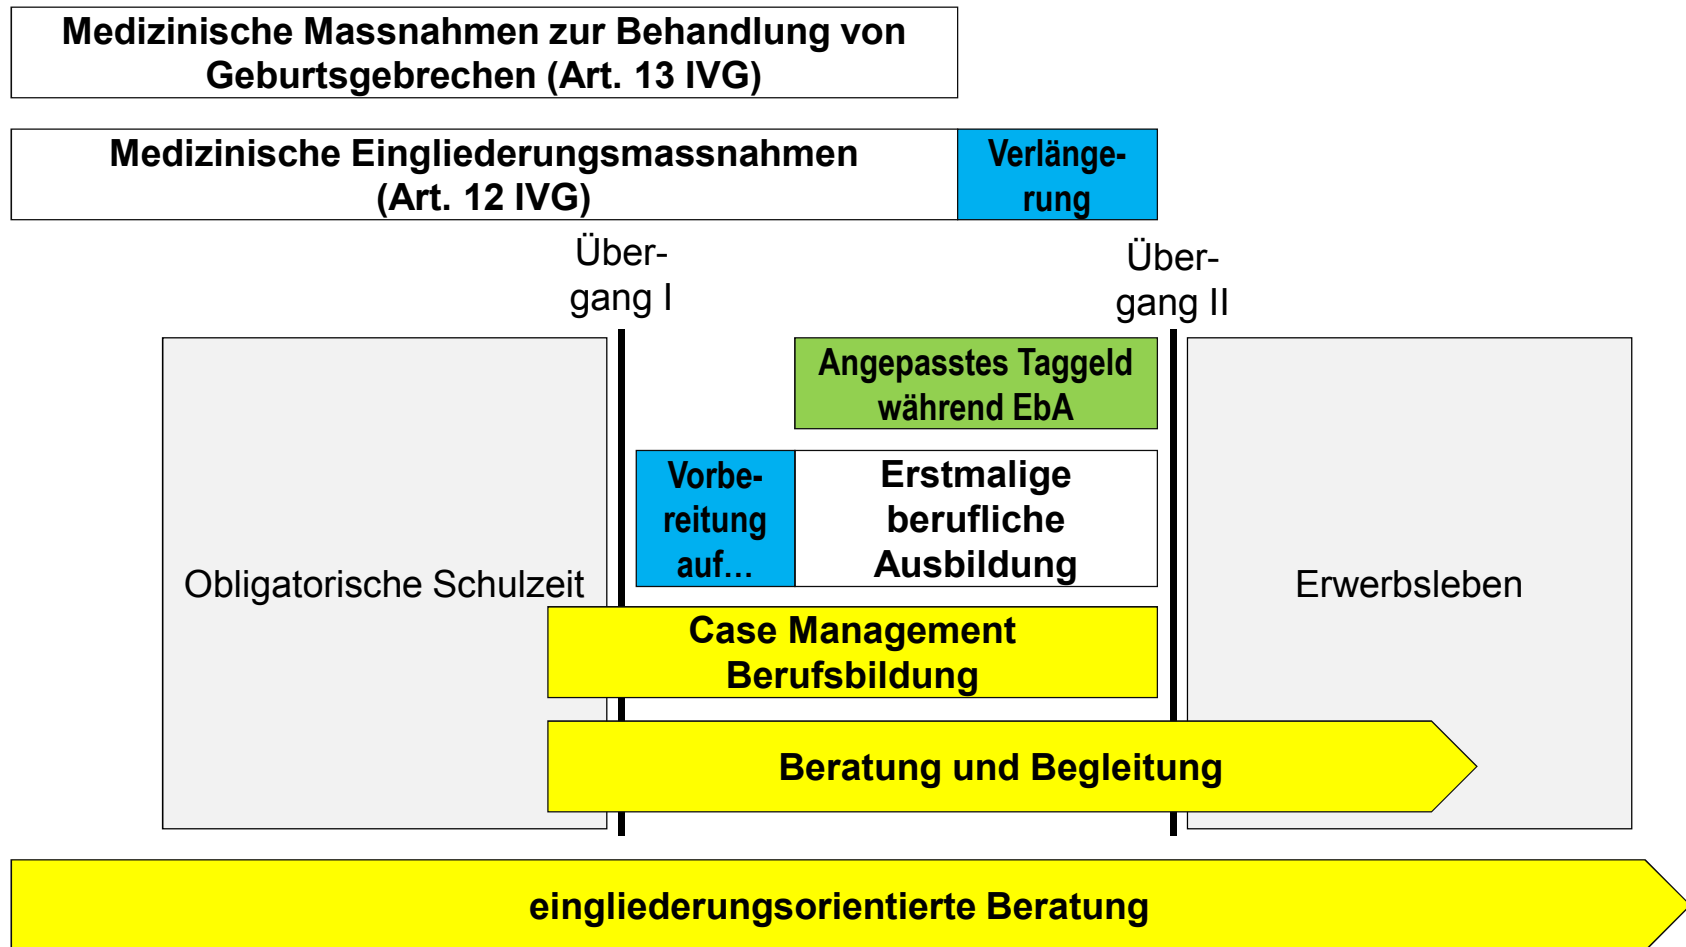 Medizinische Massnahmen zur Behandlung von
Geburtsgebrechen (Art. 13 IVG)
Medizinische Eingliederungsmassnahmen
(Art. 12 IVG)
Verlänge-
rung
Über-
gang I
Über-
gang II
Angepasstes Taggeld
während EbA
Vorbe-
reitung
auf…
Erstmalige
berufliche
Ausbildung
Obligatorische Schulzeit
Erwerbsleben
Case Management
Berufsbildung
Beratung und Begleitung
eingliederungsorientierte Beratung